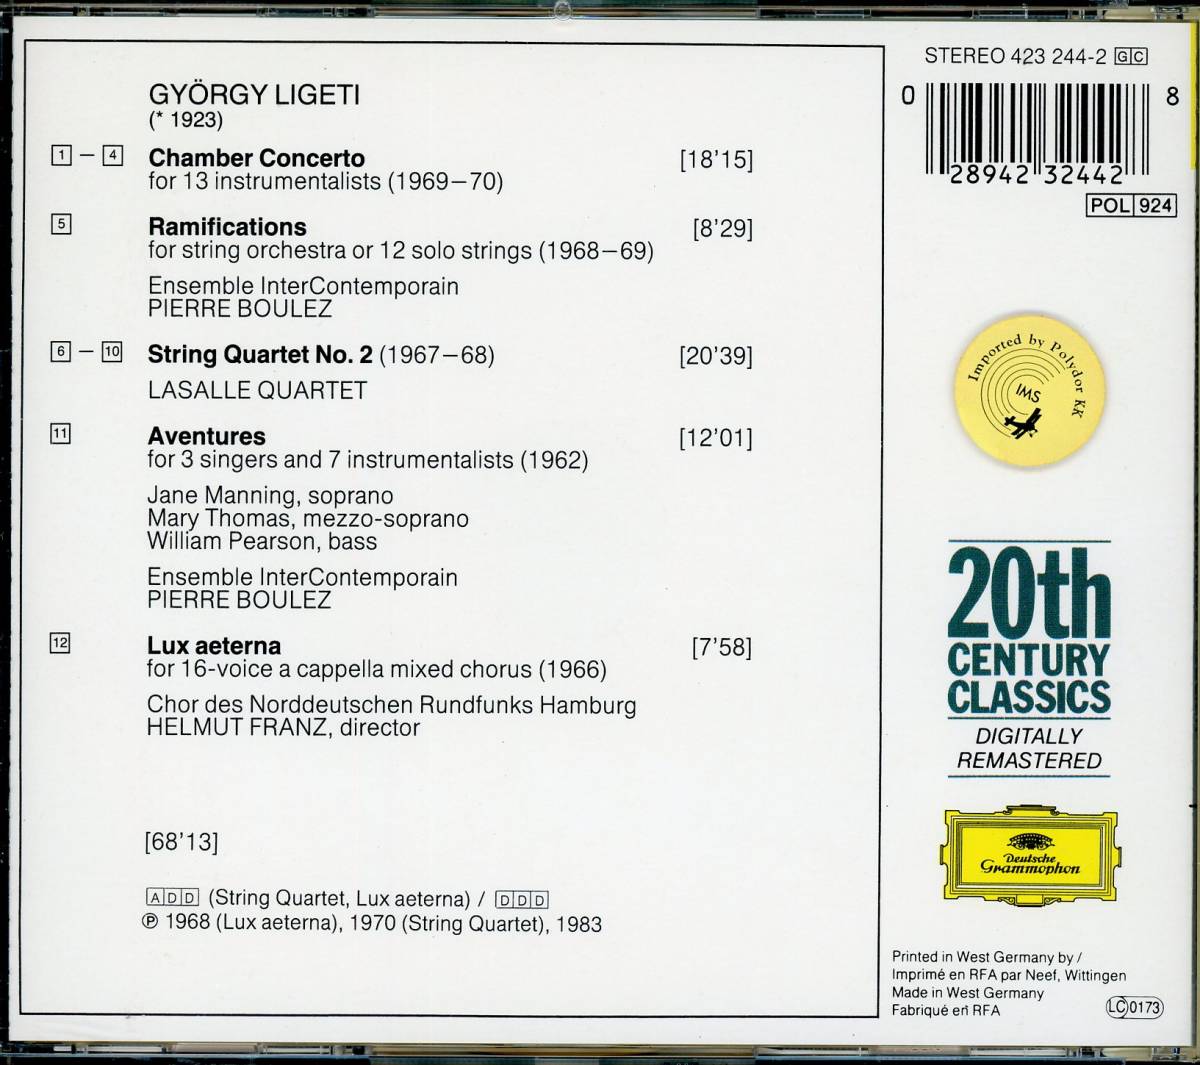 GYÖRGY LIGETI
(* 1923)
1 – 4 Chamber Concerto [18'15]
for 13 instrumentalists (1969–70)
5 Ramifications [8'29]
for string orchestra or 12 solo strings (1968–69)
Ensemble InterContemporain
PIERRE BOULEZ
6 – 10 String Quartet No. 2 (1967–68) [20'39]
LASALLE QUARTET
11 Aventures [12'01]
for 3 singers and 7 instrumentalists (1962)
Jane Manning, soprano
Mary Thomas, mezzo-soprano
William Pearson, bass
Ensemble InterContemporain
PIERRE BOULEZ
12 Lux aeterna [7'58]
for 16-voice a cappella mixed chorus (1966)
Chor des Norddeutschen Rundfunks Hamburg
HELMUT FRANZ, director
[68'13]
ADD (String Quartet, Lux aeterna) / DDD
℗ 1968 (Lux aeterna), 1970 (String Quartet), 1983
STEREO 423 244-2 GC
0 28942 32442 8
POL 924
Imported by Polydor KK
IMS
20th
CENTURY
CLASSICS
DIGITALLY
REMASTERED
Deutsche
Grammophon
Printed in West Germany by /
Imprimé en RFA par Neef, Wittingen
Made in West Germany
Fabriqué en RFA
LC 0173